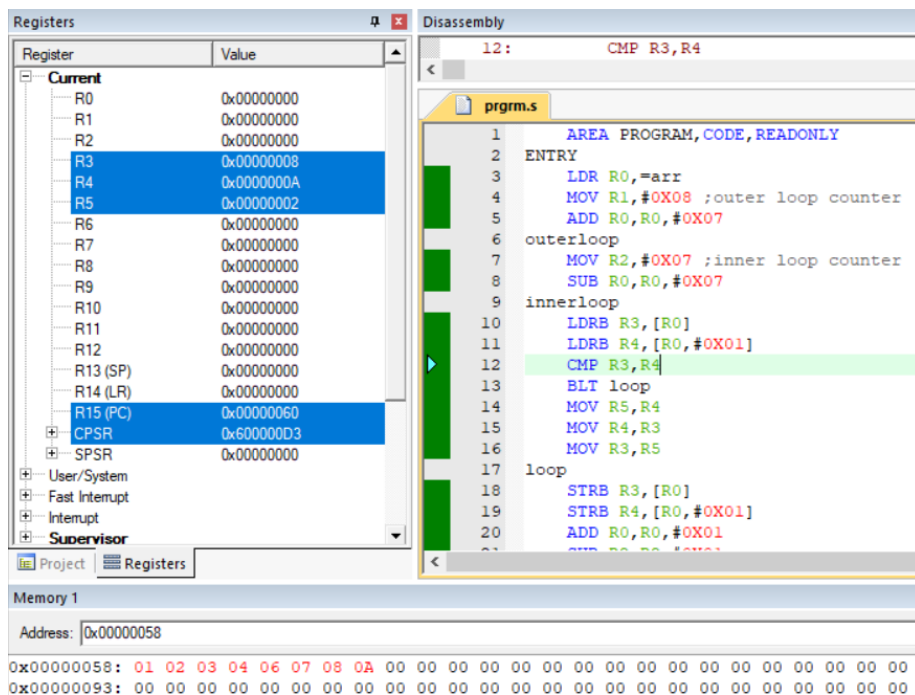 Registers
Register Value
Current
R0 0x00000000
R1 0x00000000
R2 0x00000000
R3 0x00000008
R4 0x0000000A
R5 0x00000002
R6 0x00000000
R7 0x00000000
R8 0x00000000
R9 0x00000000
R10 0x00000000
R11 0x00000000
R12 0x00000000
R13 (SP) 0x00000000
R14 (LR) 0x00000000
R15 (PC) 0x00000060
CPSR 0x600000D3
SPSR 0x00000000
User/System
Fast Interrupt
Interrupt
Supervisor
Project Registers
Disassembly
12: CMP R3,R4
prgrm.s
1 AREA PROGRAM,CODE,READONLY
2 ENTRY
3 LDR R0,=arr
4 MOV R1,#0X08 ;outer loop counter
5 ADD R0,R0,#0X07
6 outerloop
7 MOV R2,#0X07 ;inner loop counter
8 SUB R0,R0,#0X07
9 innerloop
10 LDRB R3,[R0]
11 LDRB R4,[R0,#0X01]
12 CMP R3,R4
13 BLT loop
14 MOV R5,R4
15 MOV R4,R3
16 MOV R3,R5
17 loop
18 STRB R3,[R0]
19 STRB R4,[R0,#0X01]
20 ADD R0,R0,#0X01
Memory 1
Address: 0x00000058
0x00000058: 01 02 03 04 06 07 08 0A 00 00 00 00 00 00 00 00 00 00 00 00 00 00 00 00 00
0x00000093: 00 00 00 00 00 00 00 00 00 00 00 00 00 00 00 00 00 00 00 00 00 00 00 00 00